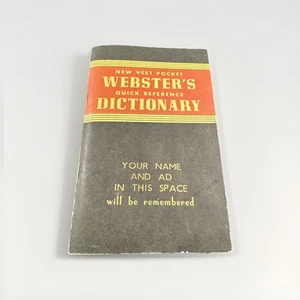 NEW VEST POCKET
WEBSTER'S
QUICK REFERENCE
DICTIONARY
YOUR NAME
AND AD
IN THIS SPACE
will be remembered